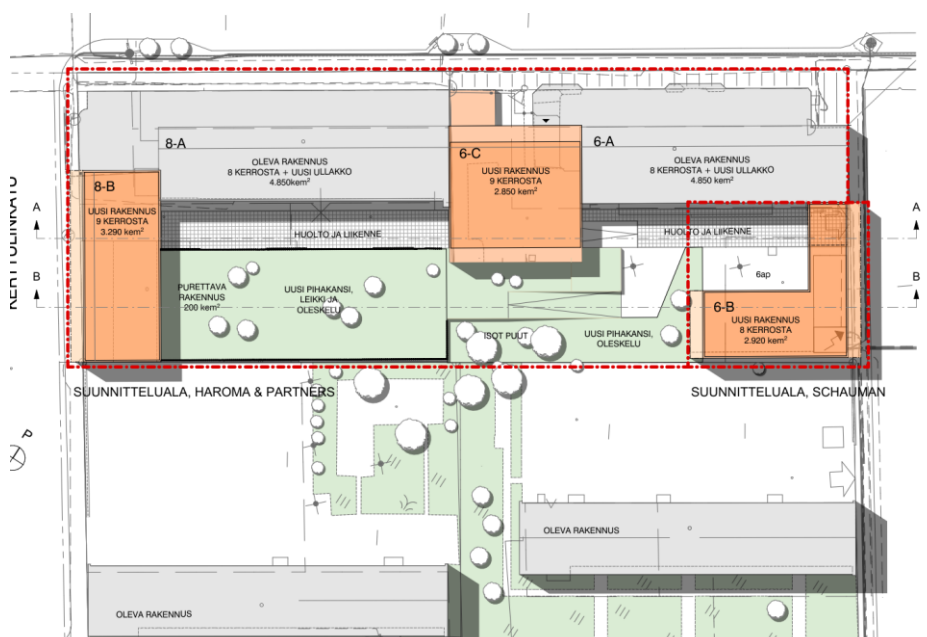 8-A
6-C
6-A
OLEVA RAKENNUS
8 KERROSTA + UUSI ULLAKKO
4.850kem²
UUSI RAKENNUS
9 KERROSTA
2.850 kem²
OLEVA RAKENNUS
8 KERROSTA + UUSI ULLAKKO
4.850 kem²
8-B
UUSI RAKENNUS
9 KERROSTA
3.290 kem²
A
A
HUOLTO JA LIIKENNE
HUOLTO JA LIIKENNE
B
B
PURETTAVA
RAKENNUS
200 kem²
UUSI PIHAKANSI,
LEIKKI JA
OLESKELU
6ap
6-B
UUSI RAKENNUS
8 KERROSTA
2.920 kem²
ISOT PUUT
UUSI PIHAKANSI,
OLESKELU
SUUNNITTELUALA, HAROMA & PARTNERS
SUUNNITTELUALA, SCHAUMAN
P
OLEVA RAKENNUS
OLEVA RAKENNUS